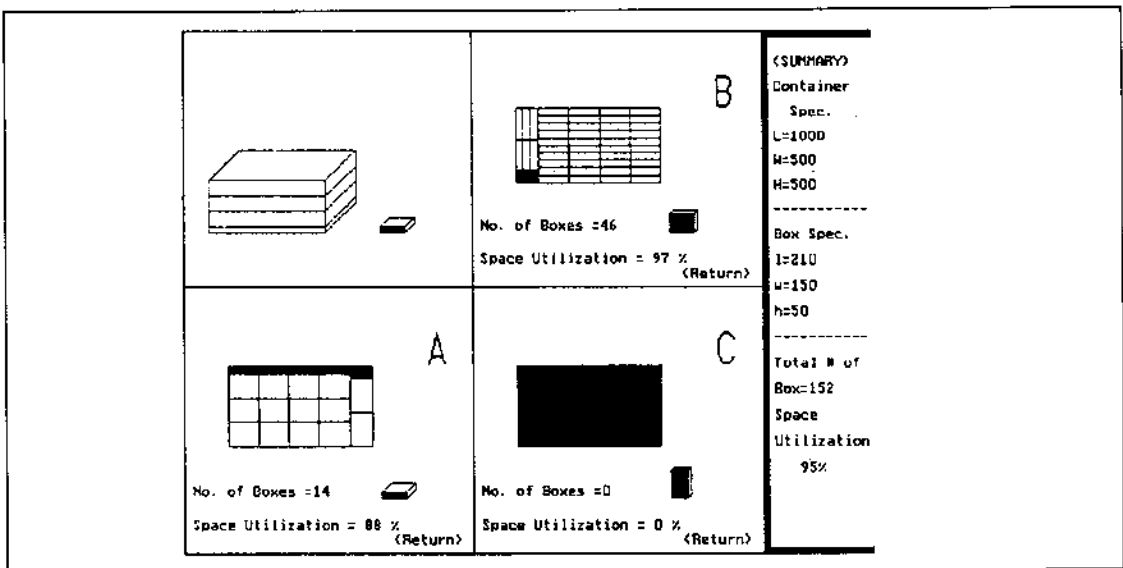 B
No. of Boxes =46
Space Utilization = 97 %
(Return)
A
No. of Boxes =14
Space Utilization = 88 %
(Return)
C
No. of Boxes =0
Space Utilization = 0 %
(Return)
(SUMMARY)
Container
Spec.
L=1000
W=500
H=500
------------
Box Spec.
l=210
w=150
h=50
------------
Total # of
Box=152
Space
Utilization
95%